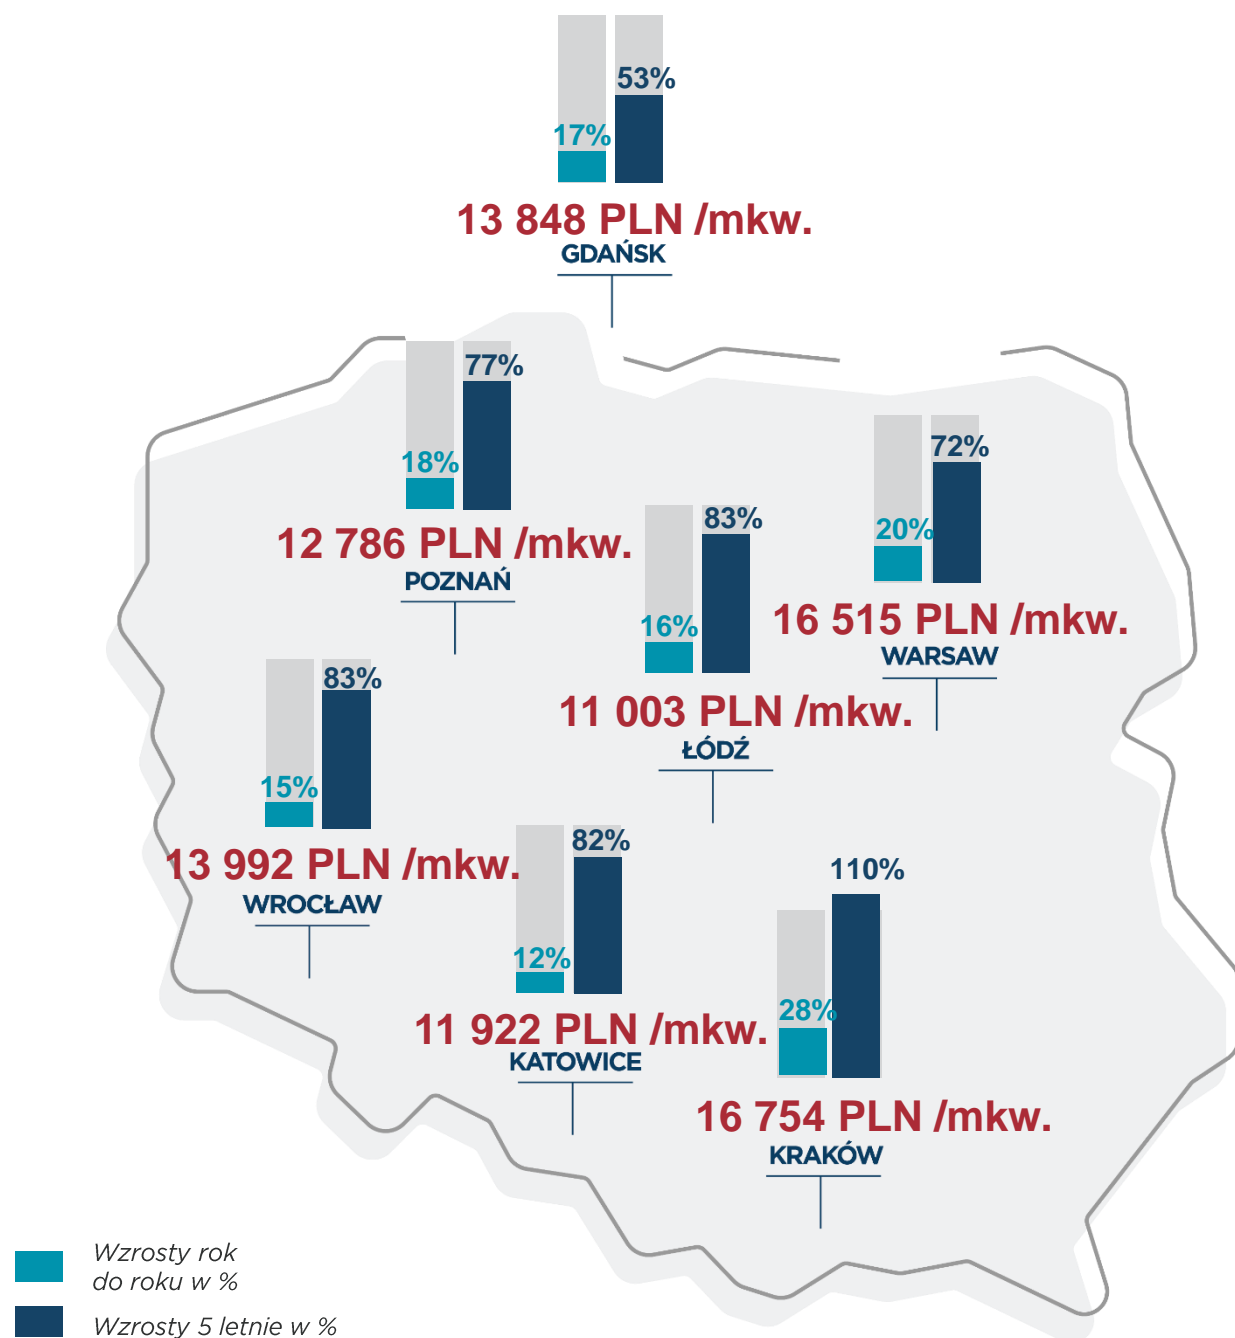 53%
17%
13 848 PLN /mkw.
GDAŃSK
77%
18%
12 786 PLN /mkw.
POZNAŃ
72%
20%
16 515 PLN /mkw.
WARSAW
83%
16%
11 003 PLN /mkw.
ŁÓDŹ
83%
15%
13 992 PLN /mkw.
WROCŁAW
82%
12%
11 922 PLN /mkw.
KATOWICE
110%
28%
16 754 PLN /mkw.
KRAKÓW
Wzrosty rok
do roku w %
Wzrosty 5 letnie w %